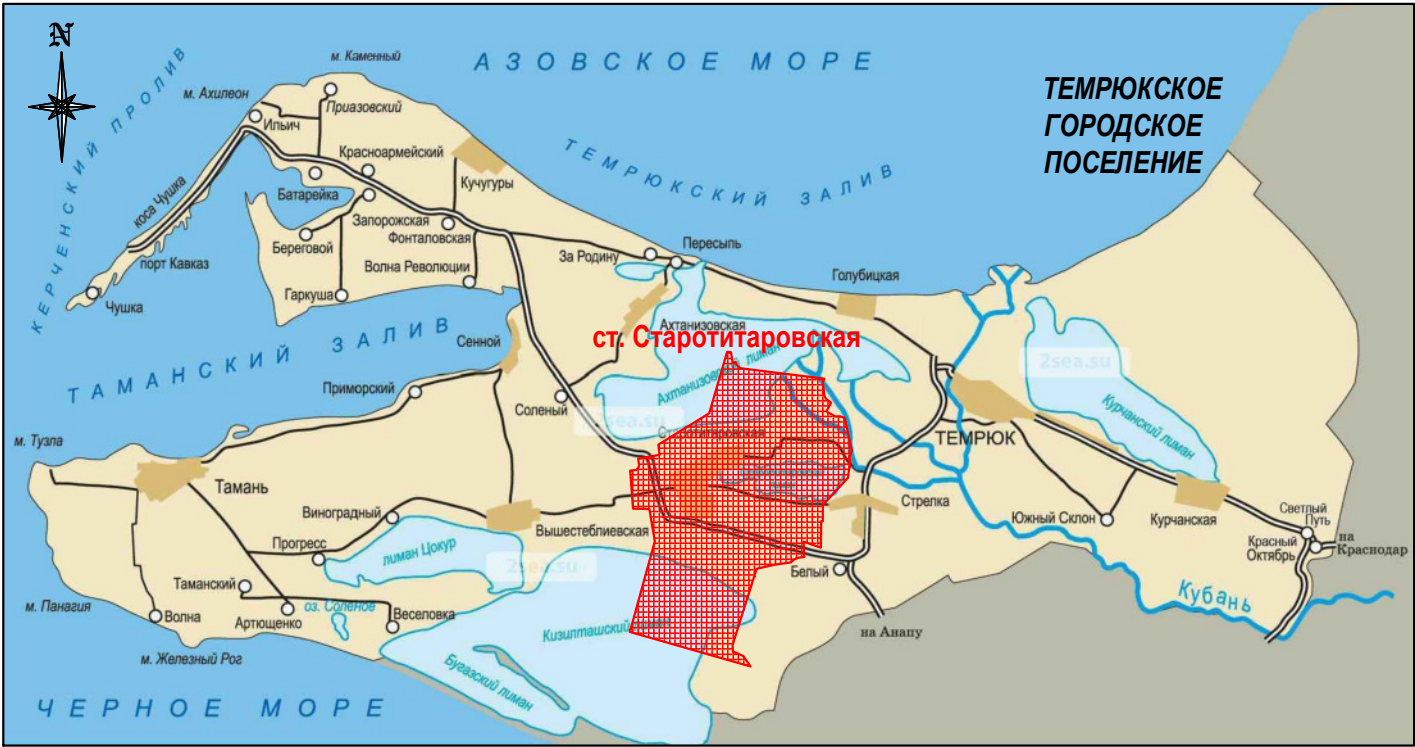 N
м. Каменный
АЗОВСКОЕ МОРЕ
ТЕМРЮКСКОЕ
ГОРОДСКОЕ
ПОСЕЛЕНИЕ
КЕРЧЕНСКИЙ ПРОЛИВ
м. Ахилеон
Приазовский
Ильич
ТЕМРЮКСКИЙ ЗАЛИВ
Красноармейский
Кучугуры
Батарейка
коса Чушка
Запорожская
Фонталовская
Береговой
порт Кавказ
Волна Революции
За Родину
Пересыпь
Голубицкая
Чушка
Гаркуша
ТАМАНСКИЙ ЗАЛИВ
Сенной
Ахтанизовская
ст. Старотитаровская
Ахтанизовский лиман
2sea.su
Приморский
Соленый
2sea.su
Курчанский лиман
Старотитаровская
ТЕМРЮК
м. Тузла
Тамань
Виноградный
Вышестеблиевская
Стрелка
Южный Склон
Курчанская
Светлый
Путь
Красный
Октябрь
на
Краснодар
Прогресс
лиман Цокур
2sea.su
Белый
Таманский
Кубань
м. Панагия
Волна
Артющенко
оз. Соленое
Веселовка
Кизилташский
на Анапу
м. Железный Рог
Бугазский лиман
ЧЕРНОЕ МОРЕ